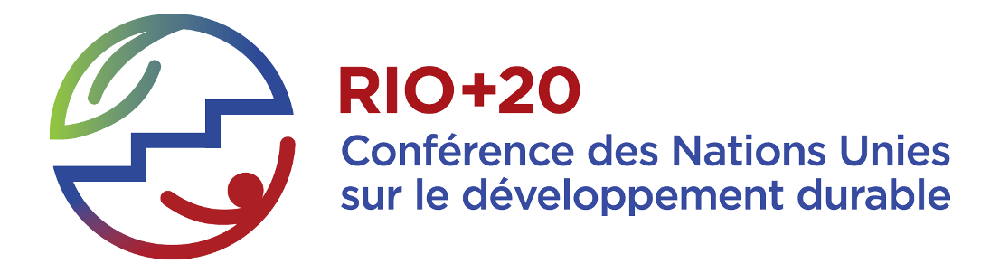 RIO+20
Conférence des Nations Unies
sur le développement durable